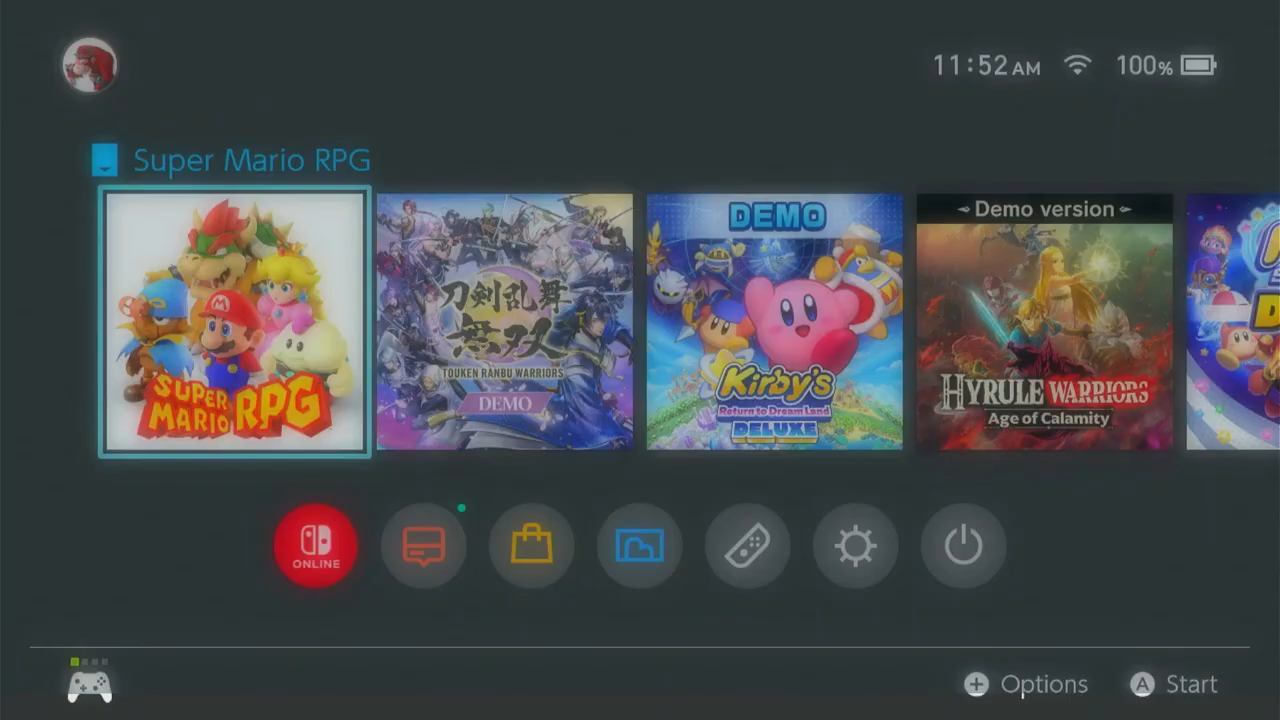 11:52 AM 100%
Super Mario RPG
SUPER
MARIO RPG
刀剣乱舞
無双
TOUKEN RANBU WARRIORS
DEMO
DEMO
Kirby's
Return to Dream Land
DELUXE
Demo version
HYRULE WARRIORS
Age of Calamity
ONLINE
+ Options
A Start